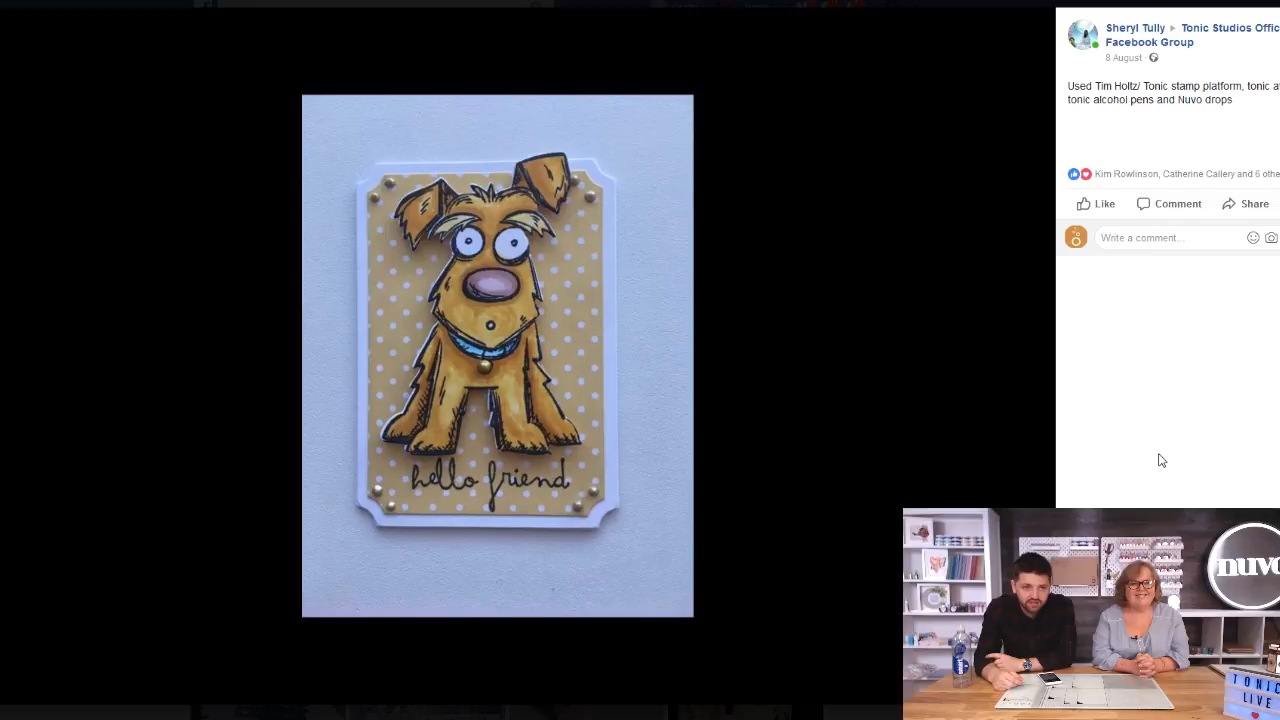 Sheryl Tully ▸ Tonic Studios Offic
Facebook Group
8 August ·
Used Tim Holtz/ Tonic stamp platform, tonic a
tonic alcohol pens and Nuvo drops
Kim Rowlinson, Catherine Callery and 6 othe
Like Comment Share
Write a comment...
hello friend
nuvo
TONIC
LIVE